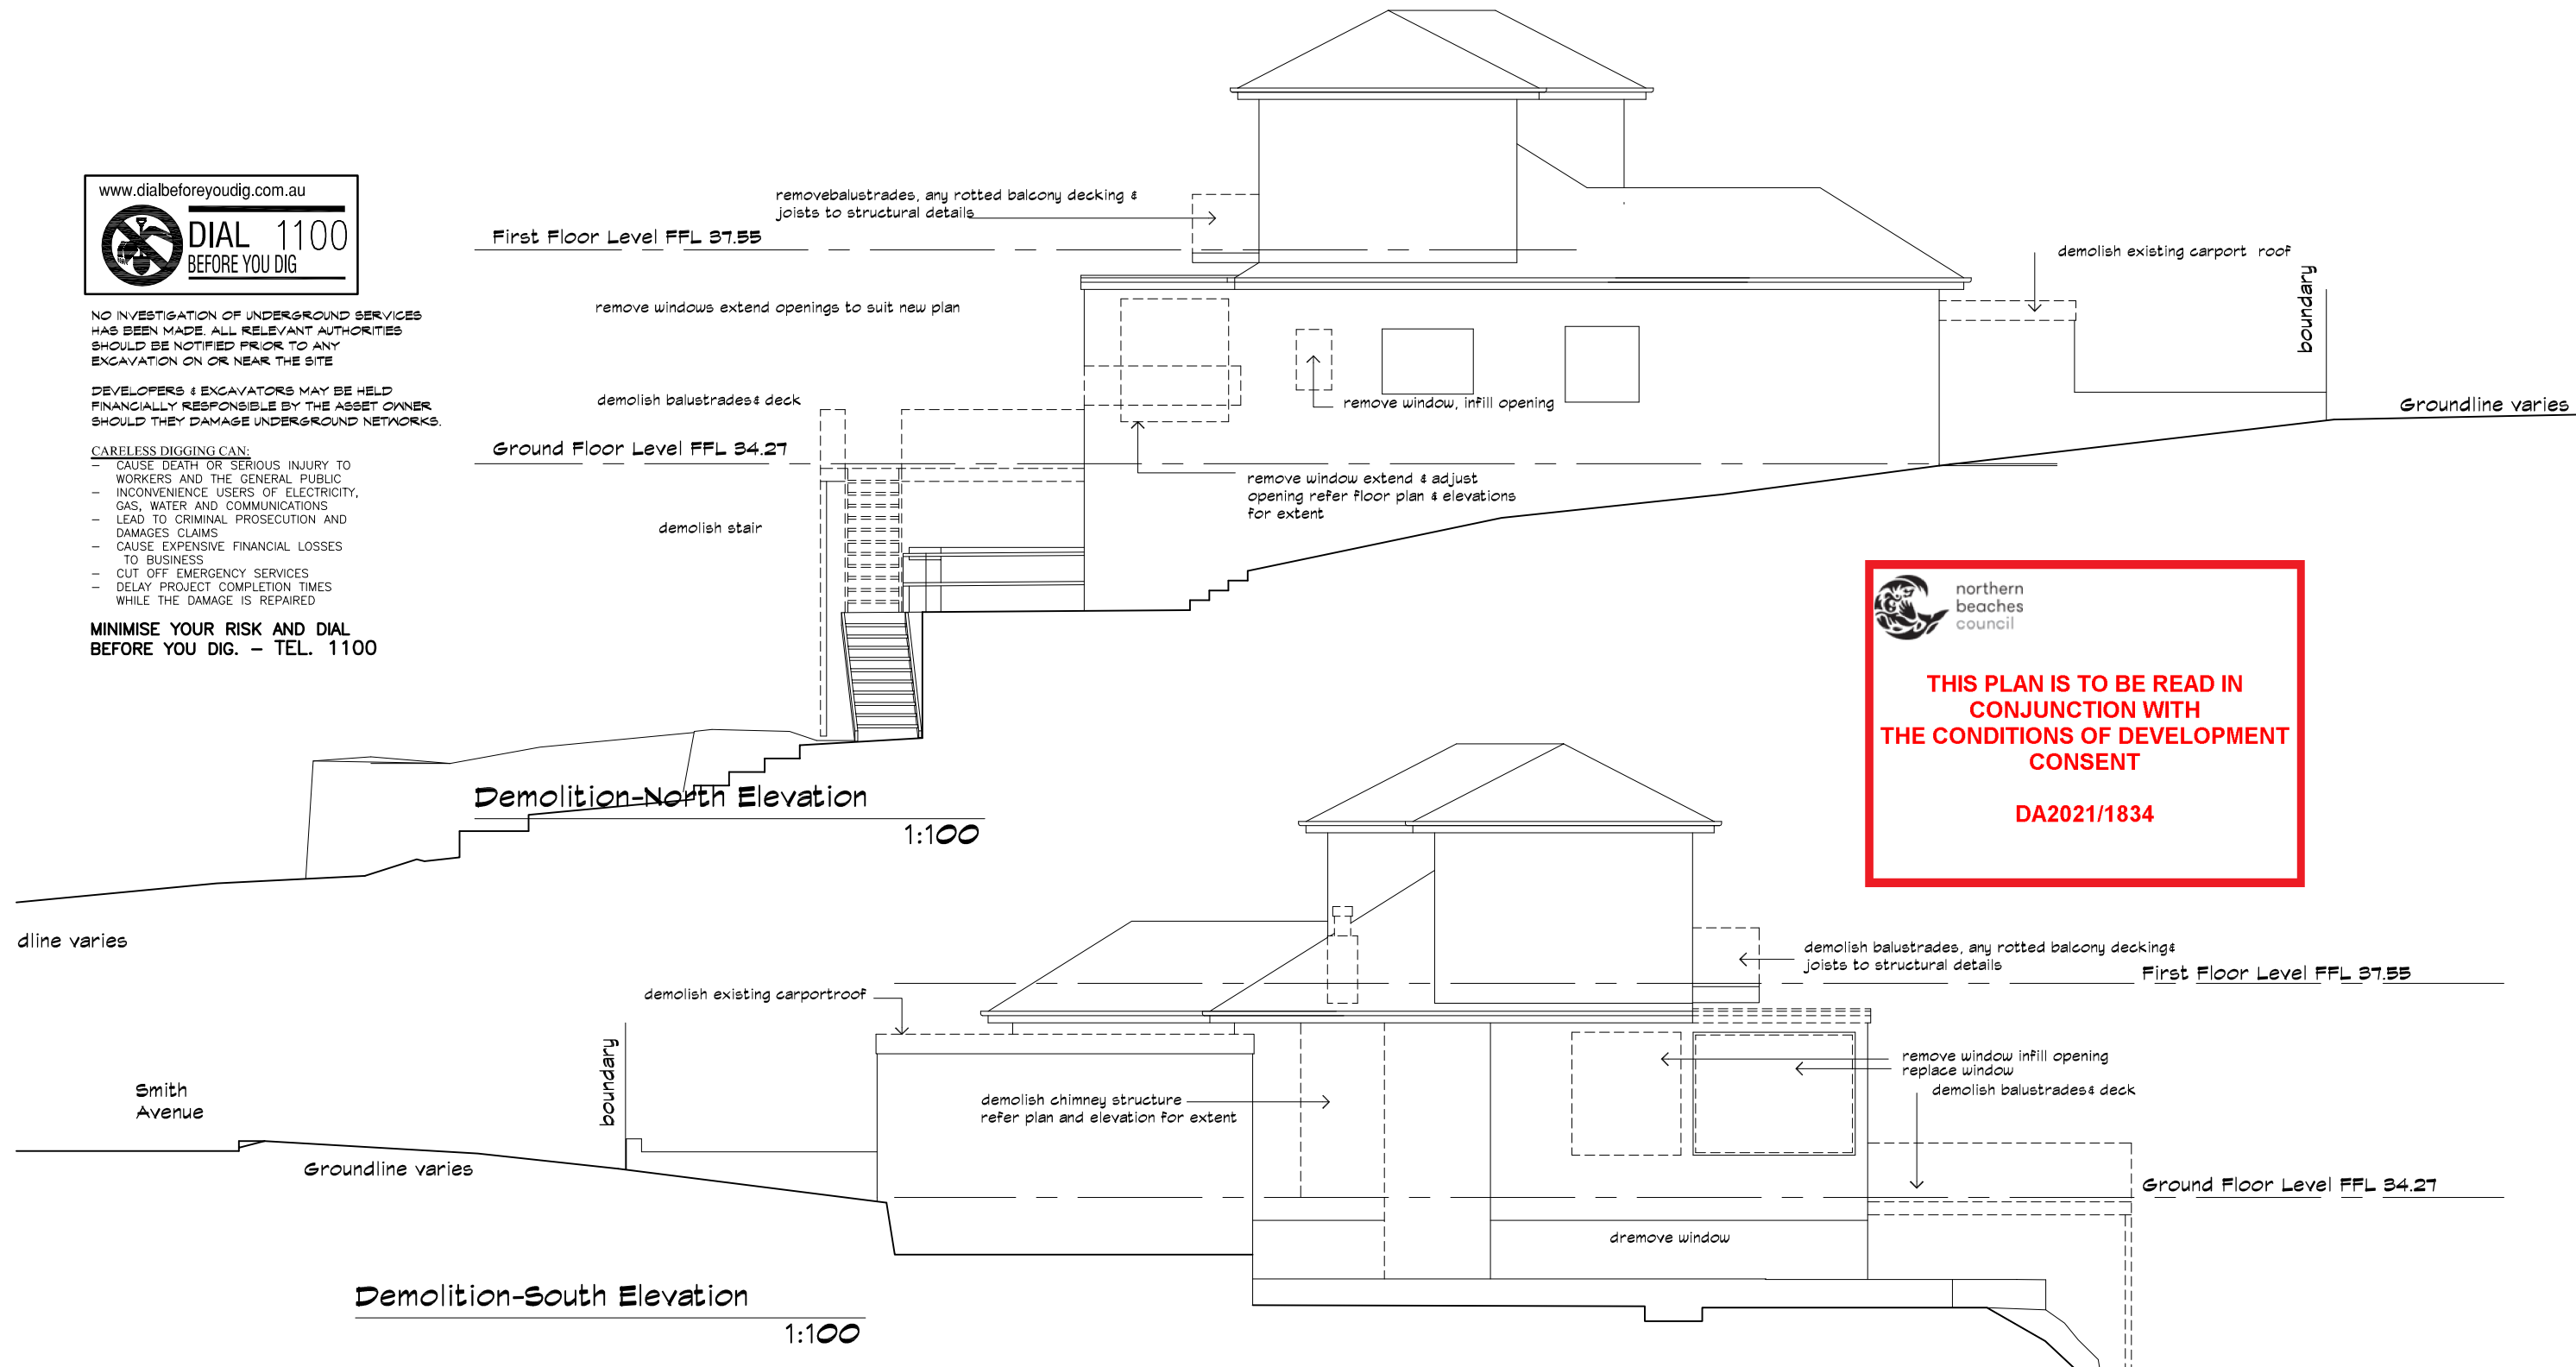 www.dialbeforeyoudig.com.au
DIAL 1100
BEFORE YOU DIG
NO INVESTIGATION OF UNDERGROUND SERVICES
HAS BEEN MADE. ALL RELEVANT AUTHORITIES
SHOULD BE NOTIFIED PRIOR TO ANY
EXCAVATION ON OR NEAR THE SITE
DEVELOPERS & EXCAVATORS MAY BE HELD
FINANCIALLY RESPONSIBLE BY THE ASSET OWNER
SHOULD THEY DAMAGE UNDERGROUND NETWORKS.
CARELESS DIGGING CAN:
- CAUSE DEATH OR SERIOUS INJURY TO
WORKERS AND THE GENERAL PUBLIC
- INCONVENIENCE USERS OF ELECTRICITY,
GAS, WATER AND COMMUNICATIONS
- LEAD TO CRIMINAL PROSECUTION AND
DAMAGES CLAIMS
- CAUSE EXPENSIVE FINANCIAL LOSSES
TO BUSINESS
- CUT OFF EMERGENCY SERVICES
- DELAY PROJECT COMPLETION TIMES
WHILE THE DAMAGE IS REPAIRED
MINIMISE YOUR RISK AND DIAL
BEFORE YOU DIG. - TEL. 1100
removebalustrades, any rotted balcony decking &
joists to structural details
First Floor Level FFL 37.55
remove windows extend openings to suit new plan
demolish balustrades& deck
Ground Floor Level FFL 34.27
demolish stair
remove window, infill opening
remove window extend & adjust
opening refer floor plan & elevations
for extent
demolish existing carport roof
boundary
Groundline varies
Demolition-North Elevation
1:100
dline varies
northern
beaches
council
THIS PLAN IS TO BE READ IN
CONJUNCTION WITH
THE CONDITIONS OF DEVELOPMENT
CONSENT
DA2021/1834
demolish balustrades, any rotted balcony decking&
joists to structural details
First Floor Level FFL 37.55
demolish existing carportroof
boundary
Smith
Avenue
Groundline varies
demolish chimney structure
refer plan and elevation for extent
remove window infill opening
replace window
demolish balustrades& deck
Ground Floor Level FFL 34.27
dremove window
Demolition-South Elevation
1:100